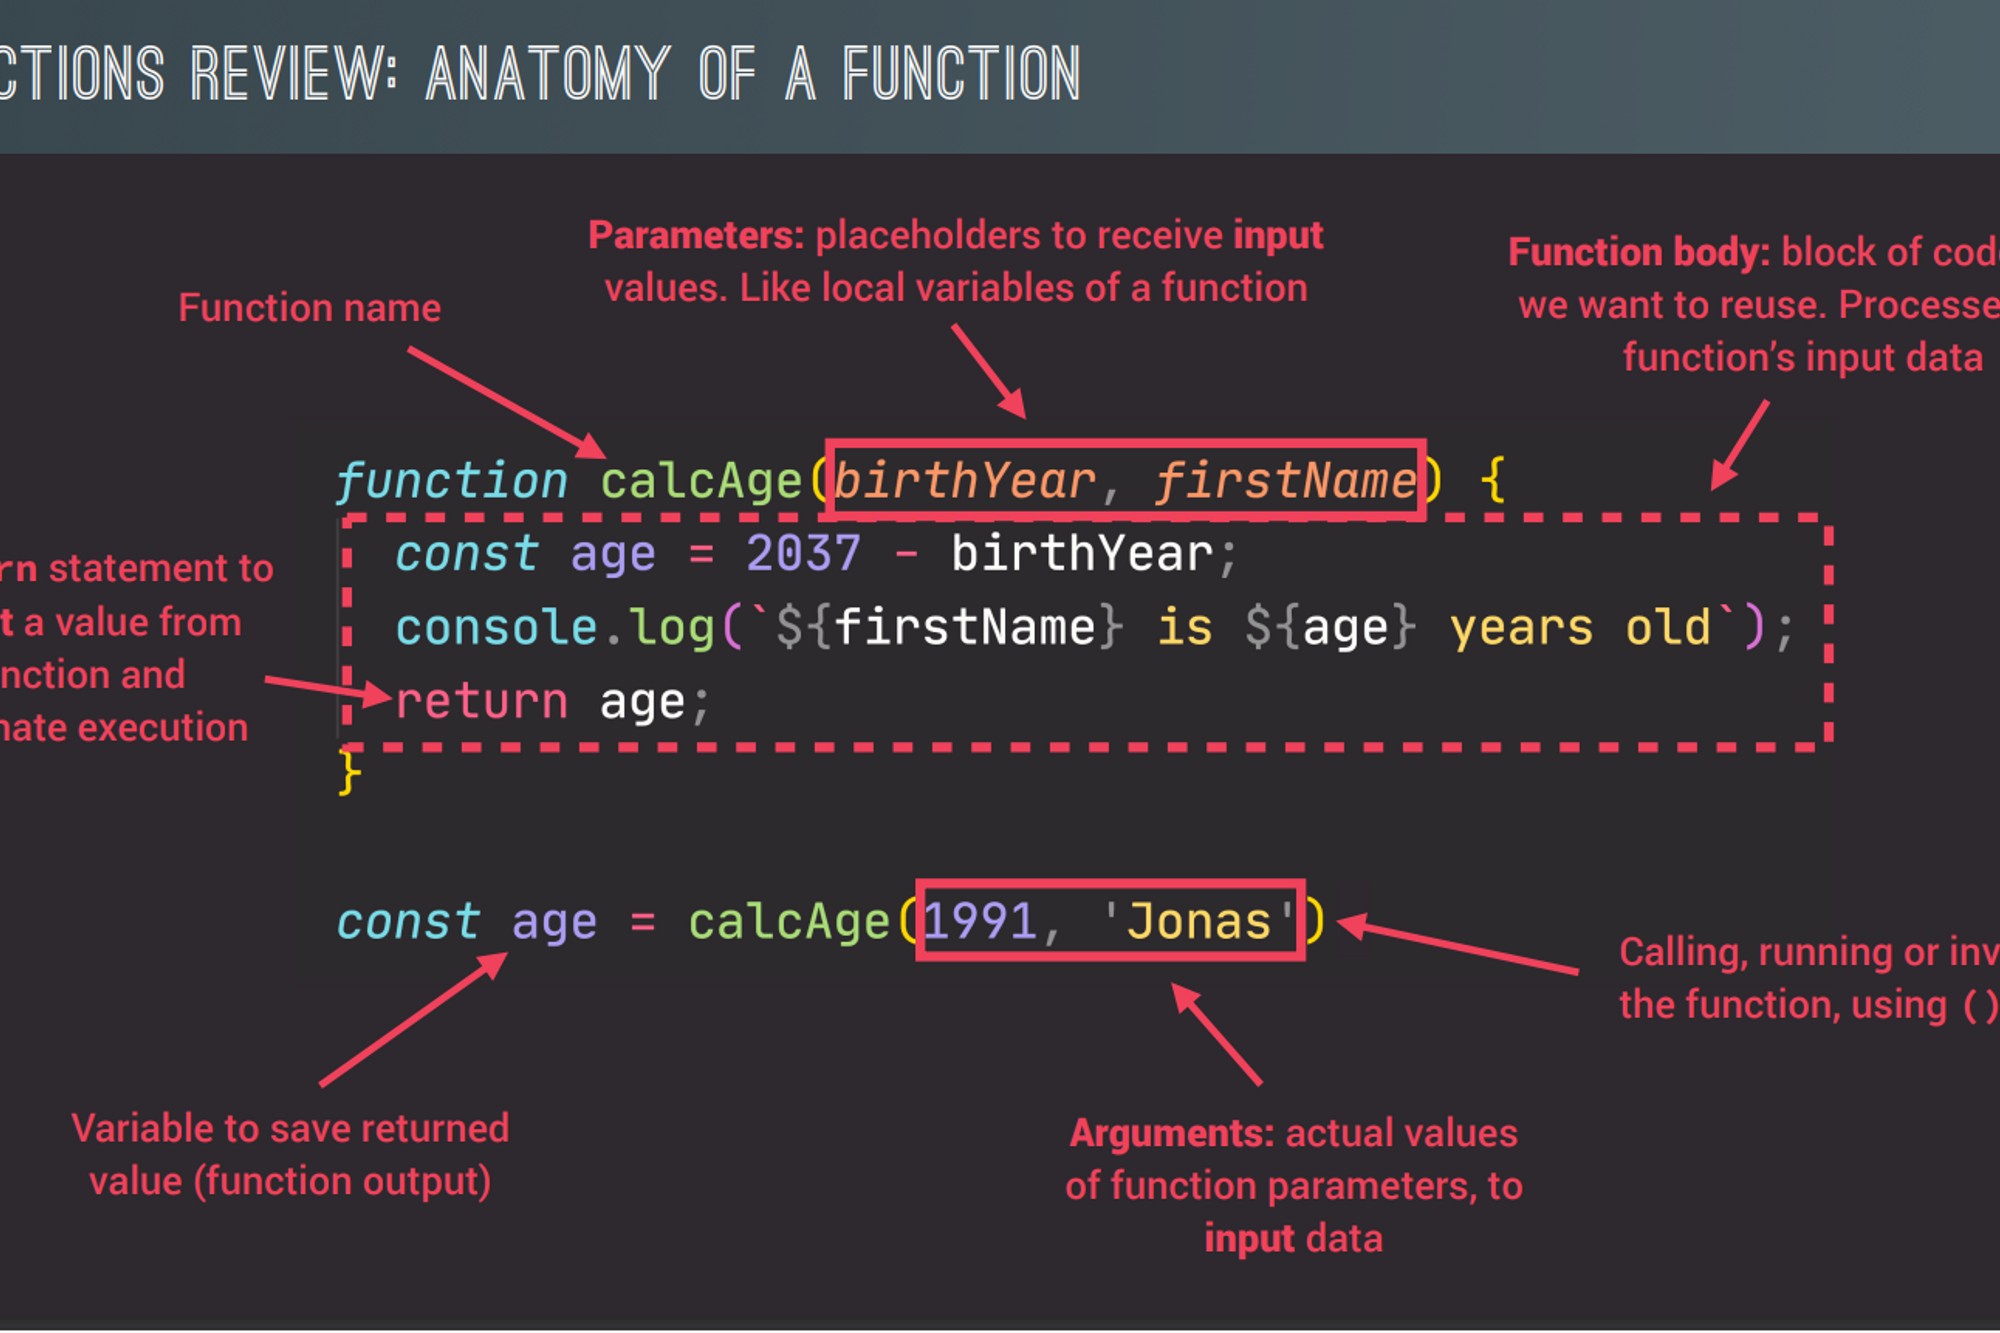 CTIONS REVIEW: ANATOMY OF A FUNCTION
Parameters: placeholders to receive input
values. Like local variables of a function
Function body: block of cod
we want to reuse. Processe
function’s input data
Function name
function calcAge(birthYear, firstName) {
const age = 2037 - birthYear;
console.log(`${firstName} is ${age} years old`);
return age;
}
rn statement to
t a value from
nction and
nate execution
const age = calcAge(1991, 'Jonas')
Calling, running or inv
the function, using ()
Variable to save returned
value (function output)
Arguments: actual values
of function parameters, to
input data